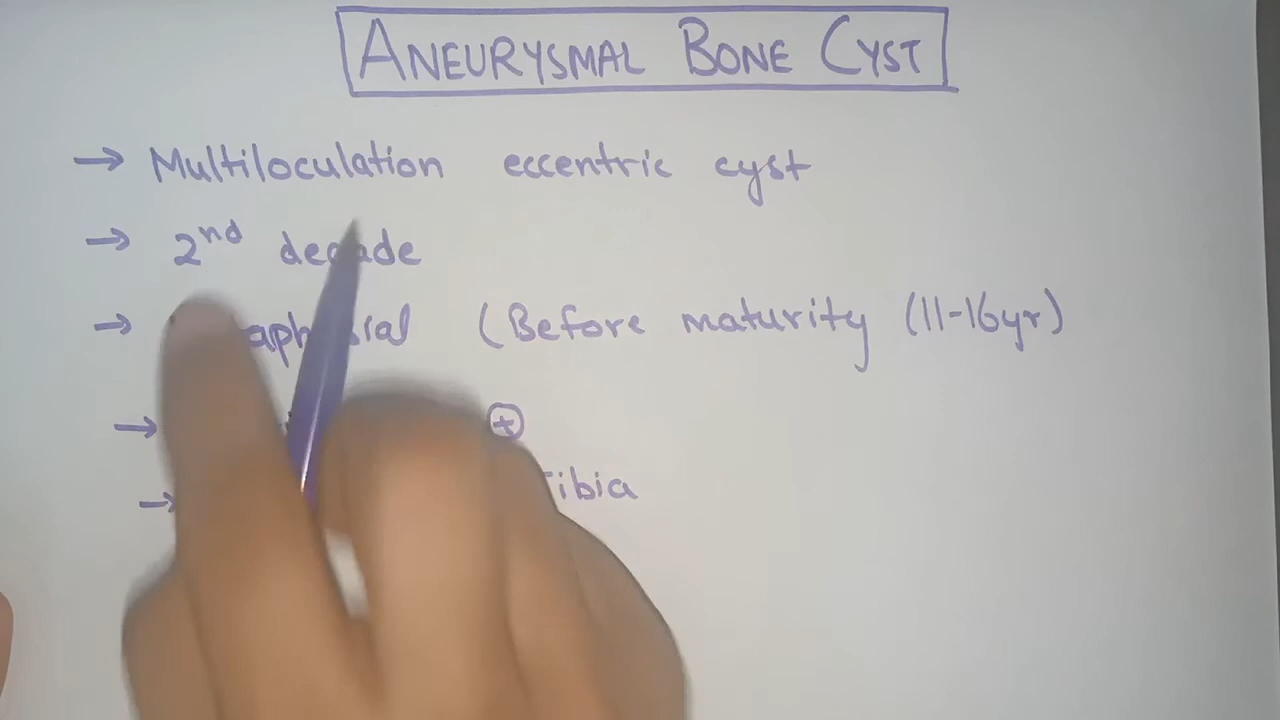 ANEURYSMAL BONE CYST
→ Multiloculation eccentric cyst
→ 2nd decade
→ (Before maturity (11-16yr)
→ ⊕
→ Tibia